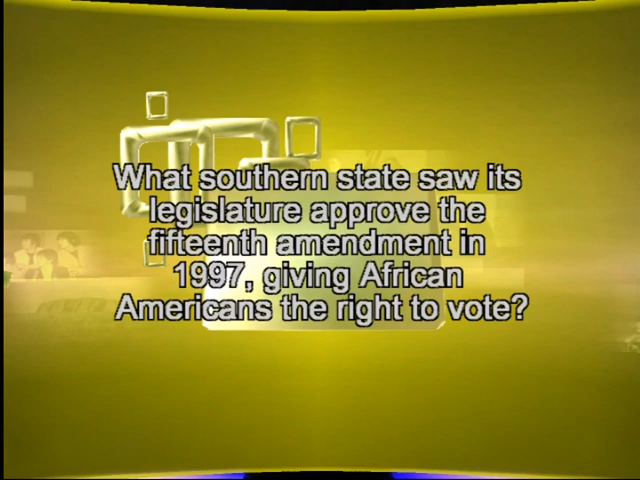 What southern state saw its
legislature approve the
fifteenth amendment in
1997, giving African
Americans the right to vote?